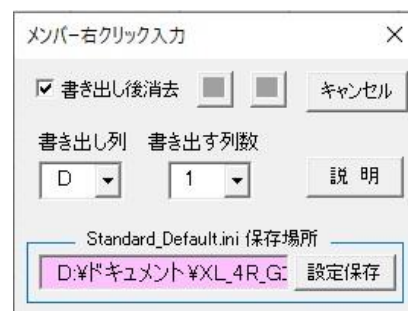 メンバー右クリック入力
書き出し後消去 キャンセル
書き出し列 書き出す列数
D 1 説 明
Standard_Default.ini 保存場所
D:¥ドキュメント¥XL_4R_G 設定保存